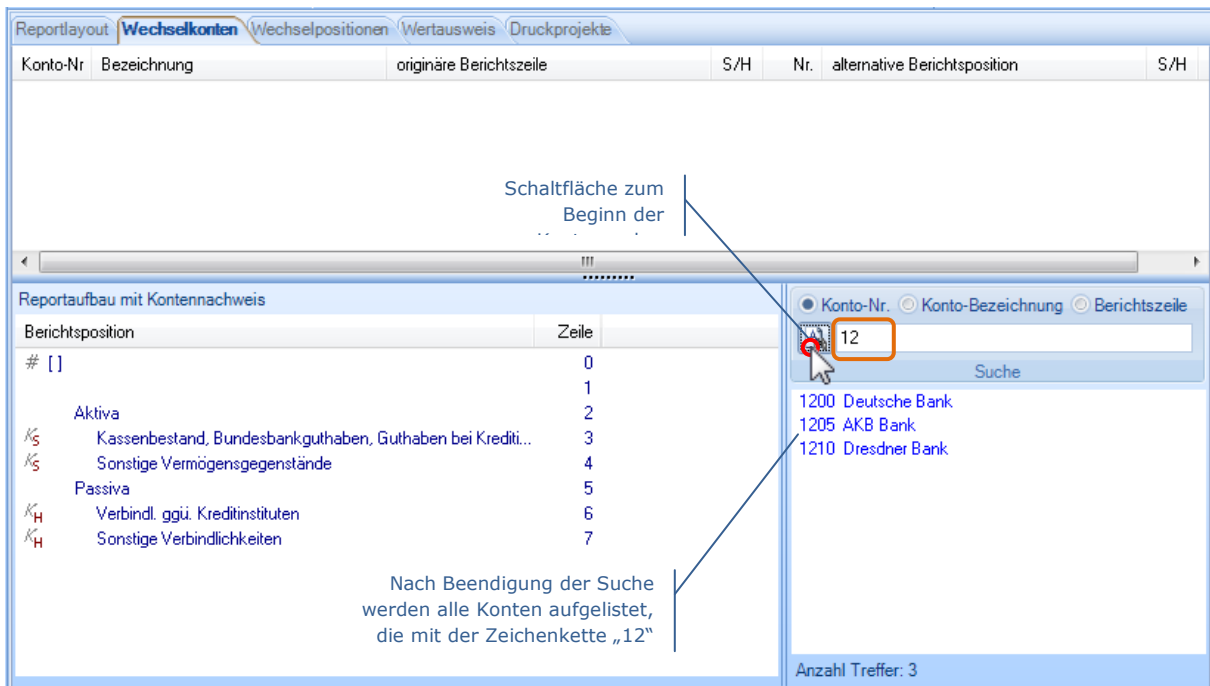 Reportlayout Wechselkonten Wechselpositionen Wertausweis Druckprojekte
Konto-Nr Bezeichnung originäre Berichtszeile S/H Nr. alternative Berichtsposition S/H
Schaltfläche zum
Beginn der
Reportaufbau mit Kontennachweis
Berichtsposition Zeile
# [] 0
1
Aktiva 2
KS Kassenbestand, Bundesbankguthaben, Guthaben bei Krediti... 3
KS Sonstige Vermögensgegenstände 4
Passiva 5
KH Verbindl. ggü. Kreditinstituten 6
KH Sonstige Verbindlichkeiten 7
Nach Beendigung der Suche
werden alle Konten aufgelistet,
die mit der Zeichenkette „12“
Konto-Nr. Konto-Bezeichnung Berichtszeile
12
Suche
1200 Deutsche Bank
1205 AKB Bank
1210 Dresdner Bank
Anzahl Treffer: 3